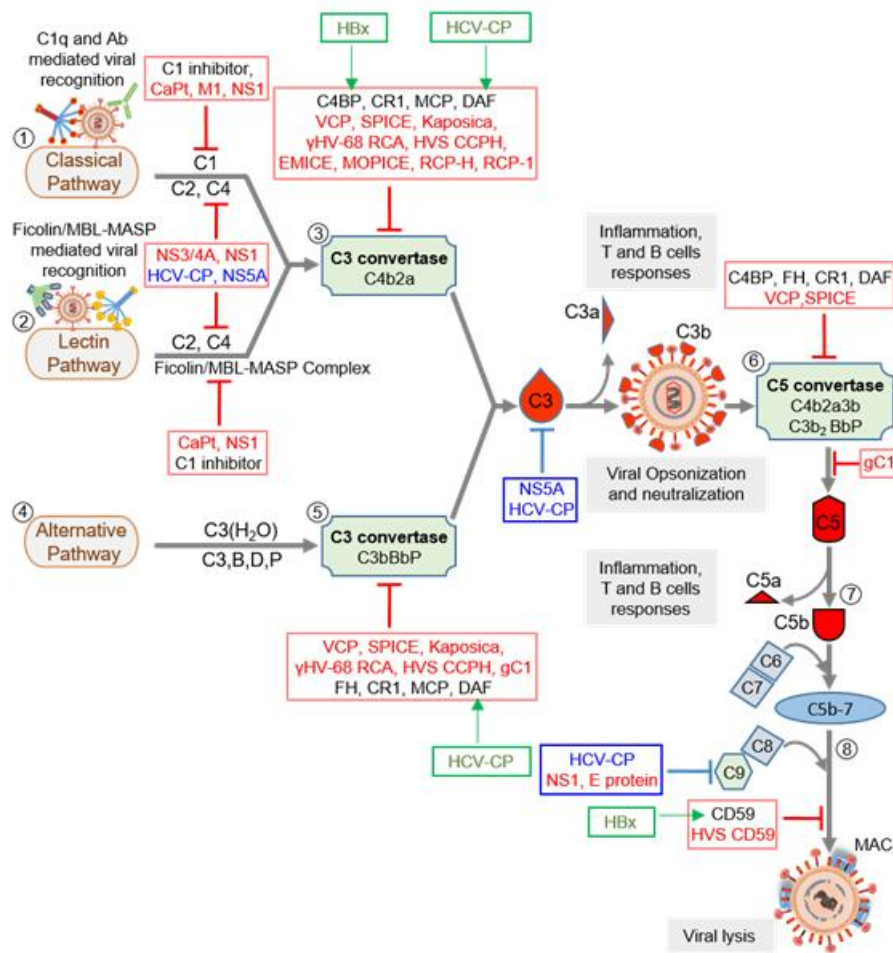 C1q and Ab
mediated viral
recognition
①
Classical
Pathway
C1 inhibitor,
CaPt, M1, NS1
C1
C2, C4
HBx
HCV-CP
C4BP, CR1, MCP, DAF
VCP, SPICE, Kaposica,
γHV-68 RCA, HVS CCPH,
EMICE, MOPICE, RCP-H, RCP-1
Ficolin/MBL-MASP
mediated viral
recognition
②
Lectin
Pathway
NS3/4A, NS1
HCV-CP, NS5A
C2, C4
Ficolin/MBL-MASP Complex
CaPt, NS1
C1 inhibitor
③
C3 convertase
C4b2a
④
Alternative
Pathway
C3(H₂O)
C3,B,D,P
⑤
C3 convertase
C3bBbP
VCP, SPICE, Kaposica,
γHV-68 RCA, HVS CCPH, gC1
FH, CR1, MCP, DAF
HCV-CP
C3
NS5A
HCV-CP
Inflammation,
T and B cells
responses
C3a
C3b
Viral Opsonization
and neutralization
C4BP, FH, CR1, DAF
VCP,SPICE
⑥
C5 convertase
C4b2a3b
C3b₂ BbP
gC1
C5
Inflammation,
T and B cells
responses
C5a
⑦
C5b
C6
C7
C5b-7
HCV-CP
NS1, E protein
C8
C9
⑧
HBx
CD59
HVS CD59
MAC
Viral lysis